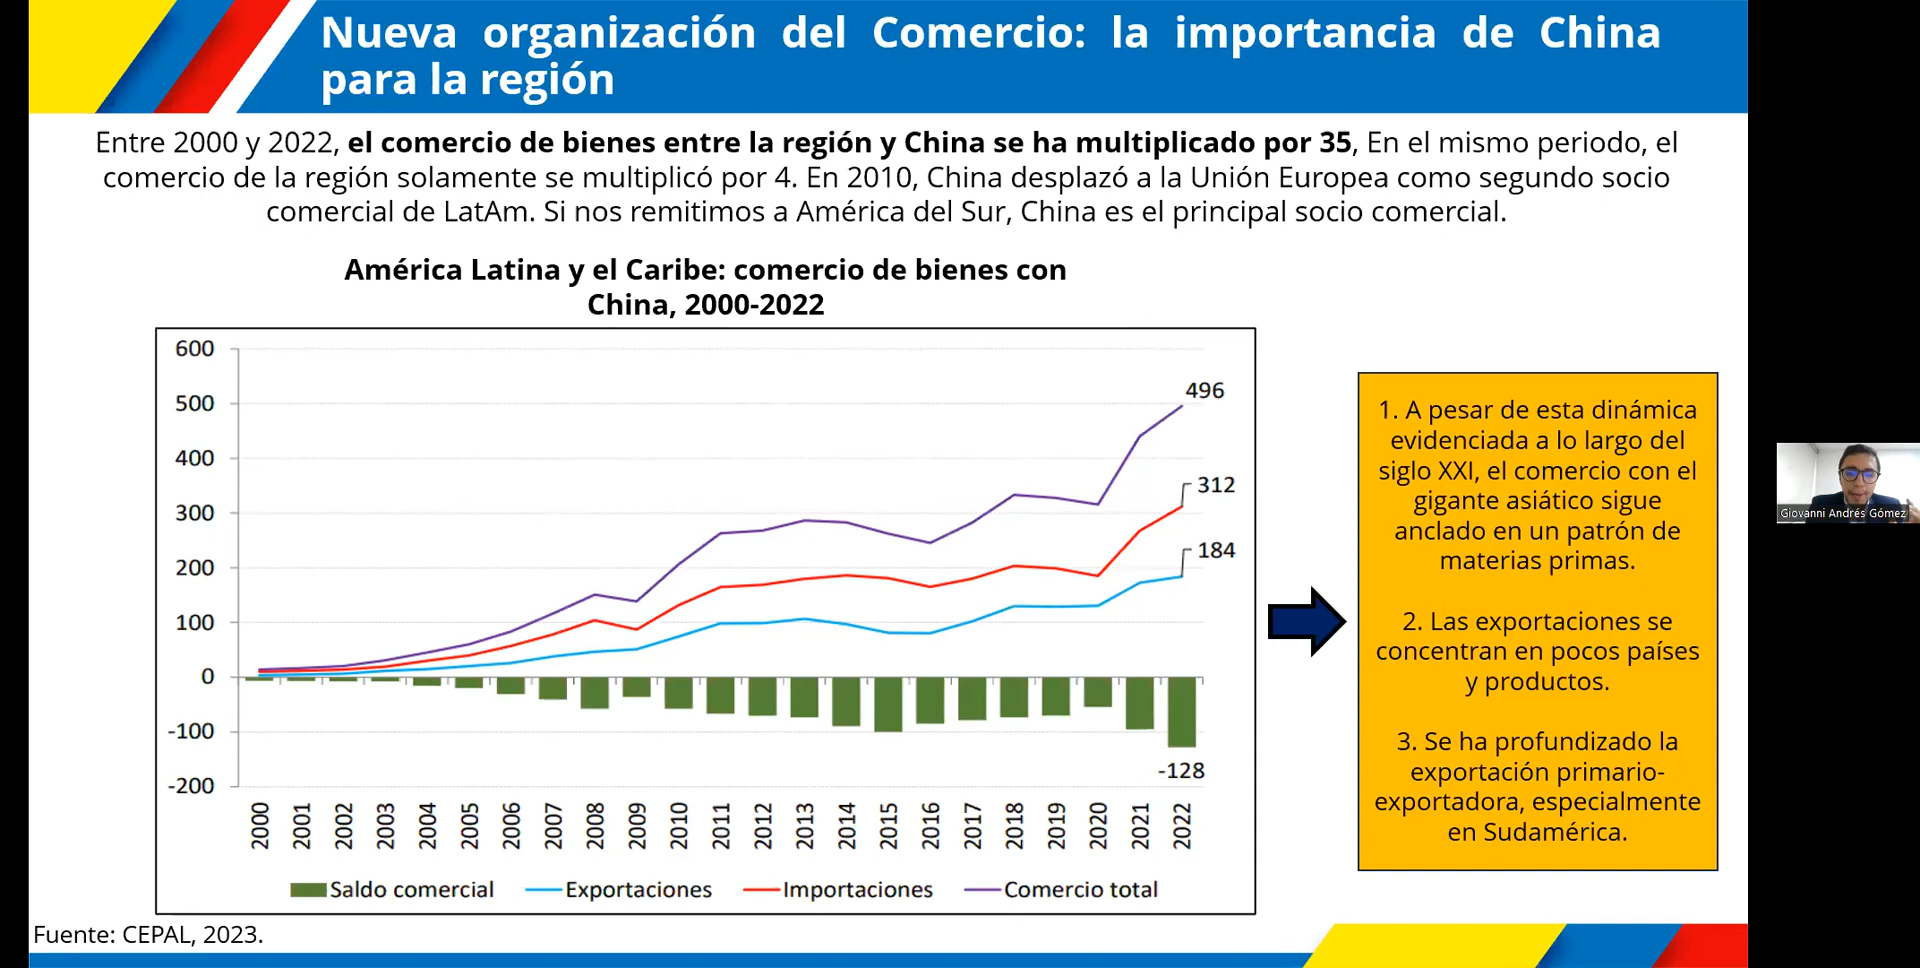 Nueva organización del Comercio: la importancia de China
para la región
Entre 2000 y 2022, el comercio de bienes entre la región y China se ha multiplicado por 35, En el mismo periodo, el
comercio de la región solamente se multiplicó por 4. En 2010, China desplazó a la Unión Europea como segundo socio
comercial de LatAm. Si nos remitimos a América del Sur, China es el principal socio comercial.
América Latina y el Caribe: comercio de bienes con
China, 2000-2022
600
500
400
300
200
100
0
-100
-200
496
312
184
-128
2000
2001
2002
2003
2004
2005
2006
2007
2008
2009
2010
2011
2012
2013
2014
2015
2016
2017
2018
2019
2020
2021
2022
Saldo comercial
Exportaciones
Importaciones
Comercio total
1. A pesar de esta dinámica
evidenciada a lo largo del
siglo XXI, el comercio con el
gigante asiático sigue
anclado en un patrón de
materias primas.
2. Las exportaciones se
concentran en pocos países
y productos.
3. Se ha profundizado la
exportación primario-
exportadora, especialmente
en Sudamérica.
Giovanni Andrés Gómez
Fuente: CEPAL, 2023.